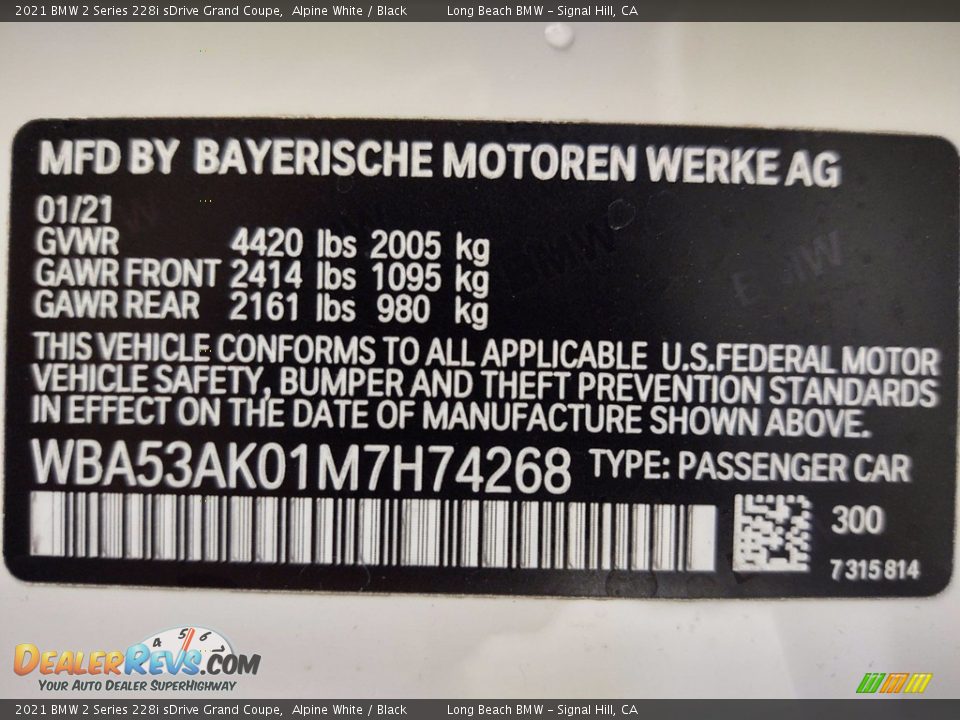 2021 BMW 2 Series 228i sDrive Grand Coupe, Alpine White / Black Long Beach BMW - Signal Hill, CA
MFD BY BAYERISCHE MOTOREN WERKE AG
01/21
GVWR 4420 lbs 2005 kg
GAWR FRONT 2414 lbs 1095 kg
GAWR REAR 2161 lbs 980 kg
THIS VEHICLE CONFORMS TO ALL APPLICABLE U.S.FEDERAL MOTOR
VEHICLE SAFETY, BUMPER AND THEFT PREVENTION STANDARDS
IN EFFECT ON THE DATE OF MANUFACTURE SHOWN ABOVE.
WBA53AK01M7H74268 TYPE: PASSENGER CAR
300
7315814
4 5 6
DEALERREVS.COM
YOUR AUTO DEALER SUPERHIGHWAY
2021 BMW 2 Series 228i sDrive Grand Coupe, Alpine White / Black Long Beach BMW - Signal Hill, CA